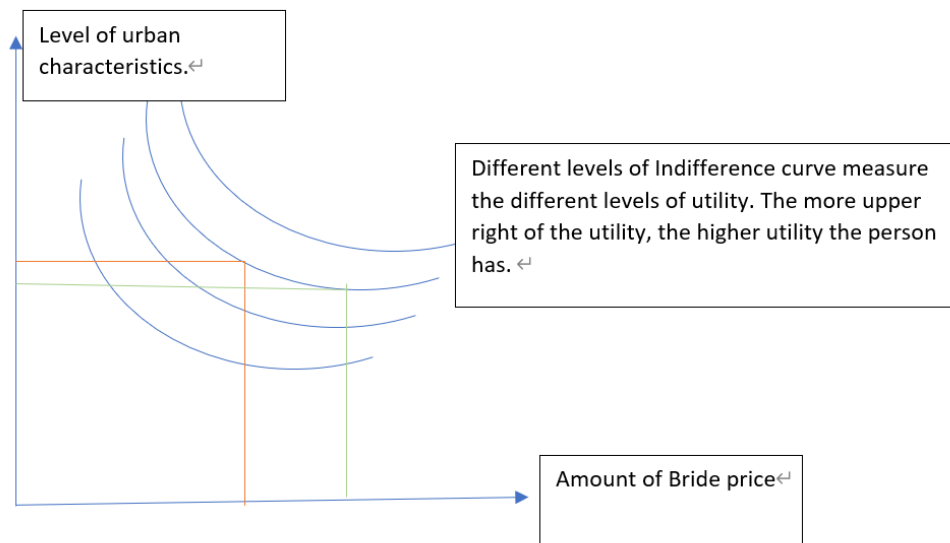 Level of urban
characteristics.↵
Different levels of Indifference curve measure
the different levels of utility. The more upper
right of the utility, the higher utility the person
has. ↵
Amount of Bride price↵